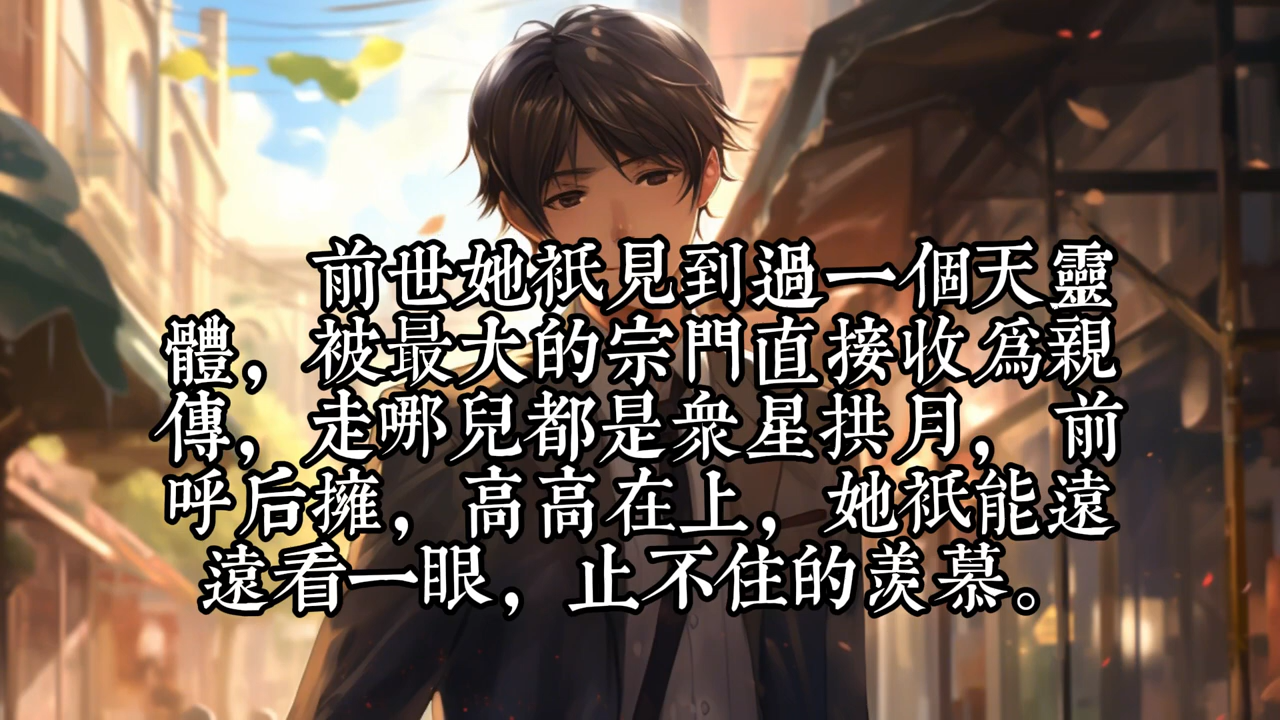 前世她衹見到過一個天靈
體，被最大的宗門直接收爲親
傳，走哪兒都是衆星拱月，前
呼后擁，高高在上，她衹能遠
遠看一眼，止不住的羨慕。